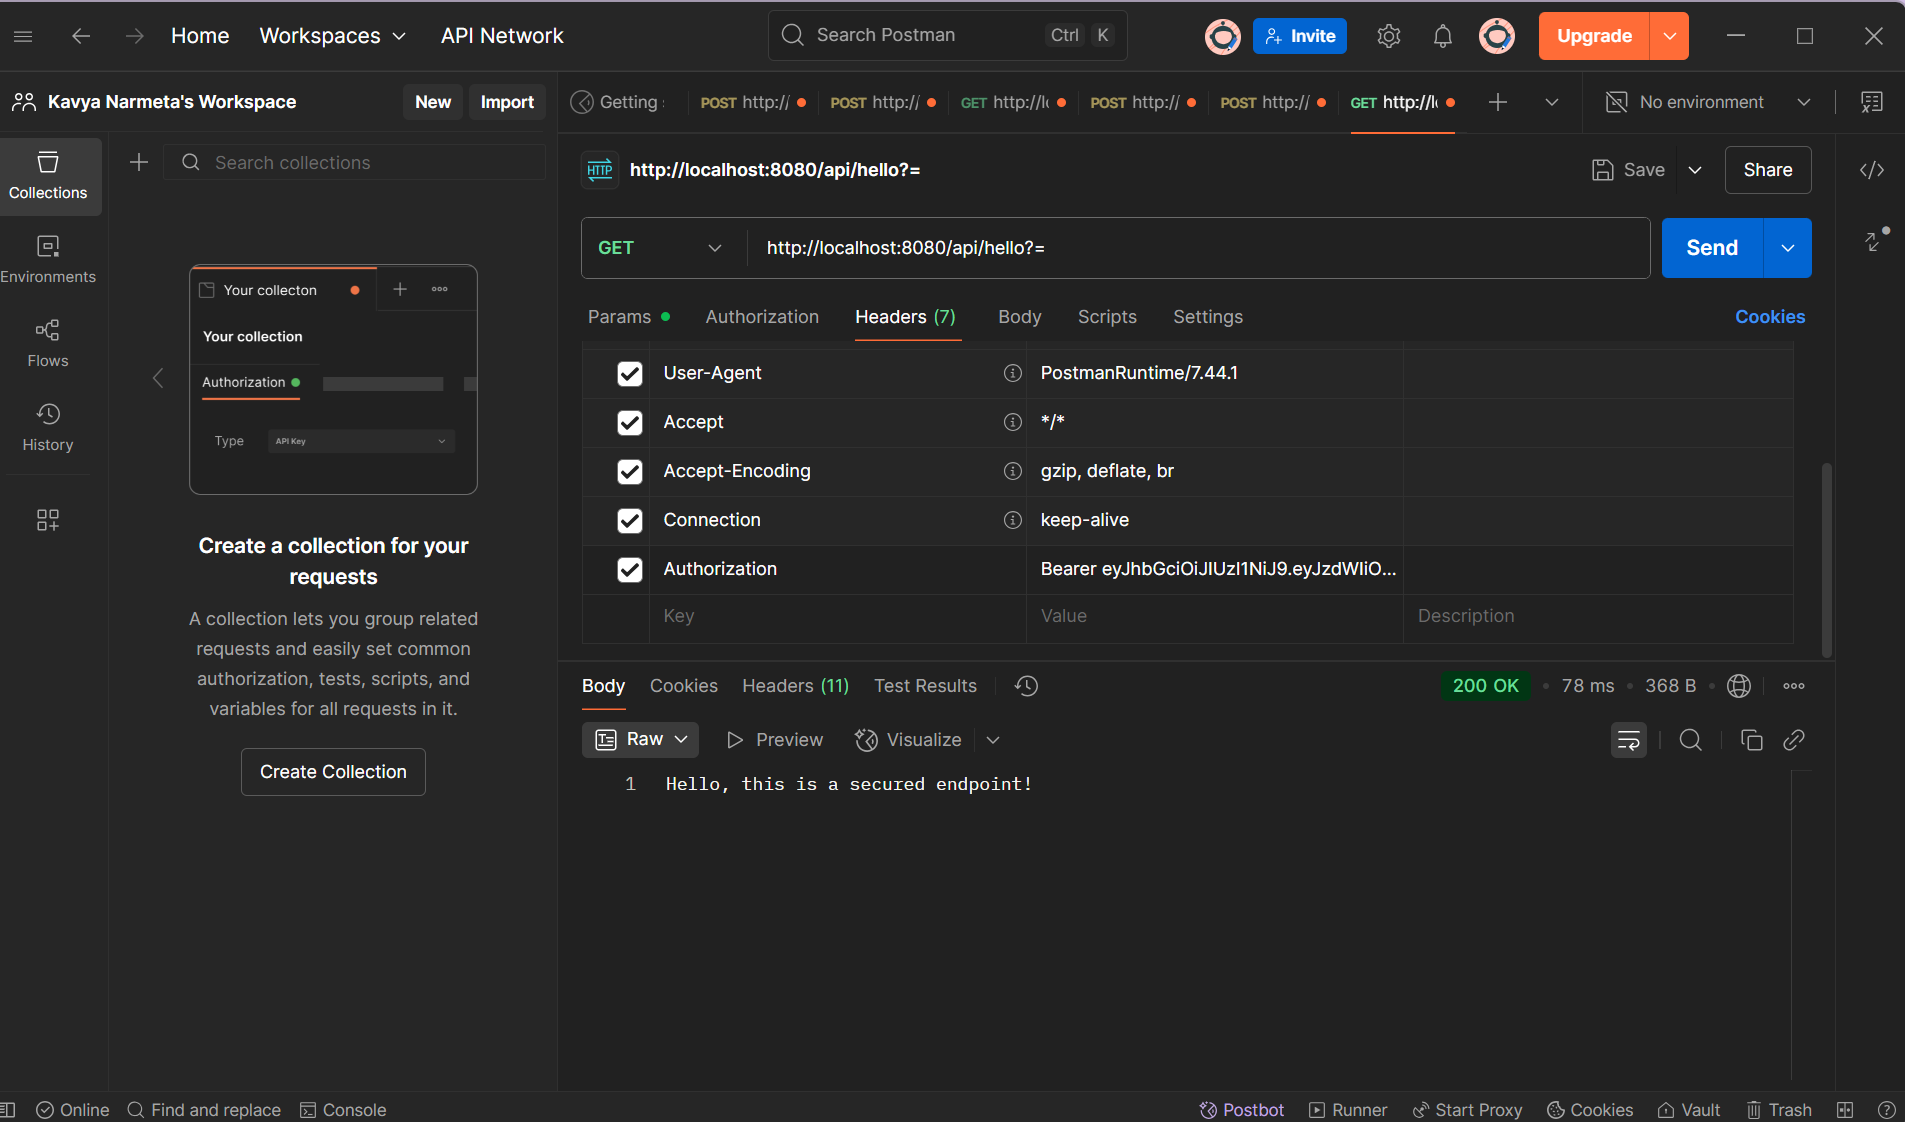 Home Workspaces API Network Search Postman Ctrl K Invite Upgrade
Kavya Narmeta's Workspace New Import Getting POST http:// POST http:// GET http://l POST http:// POST http:// GET http://l No environment
Search collections
Collections
Environments
Flows
History
Your collecton
Your collection
Authorization
Type API Key
Create a collection for your
requests
A collection lets you group related
requests and easily set common
authorization, tests, scripts, and
variables for all requests in it.
Create Collection
HTTP http://localhost:8080/api/hello?= Save Share
GET http://localhost:8080/api/hello?= Send
Params Authorization Headers (7) Body Scripts Settings Cookies
User-Agent PostmanRuntime/7.44.1
Accept */*
Accept-Encoding gzip, deflate, br
Connection keep-alive
Authorization Bearer eyJhbGciOiJIUzI1NiJ9.eyJzdWIiO...
Key Value Description
Body Cookies Headers (11) Test Results 200 OK • 78 ms • 368 B •
Raw Preview Visualize
1 Hello, this is a secured endpoint!
Online Find and replace Console Postbot Runner Start Proxy Cookies Vault Trash